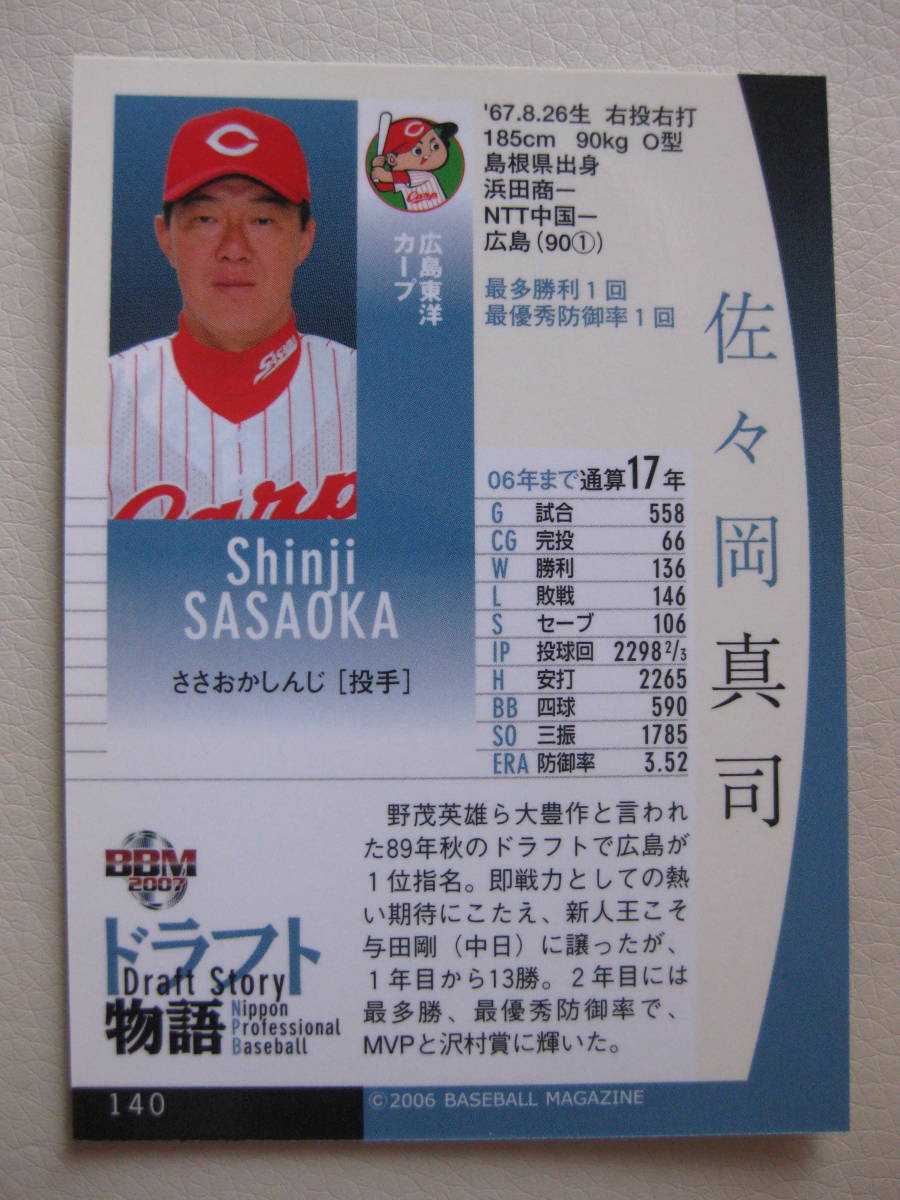 '67.8.26生 右投右打
185cm 90kg O型
島根県出身
浜田商ー
NTT中国ー
広島(90①)
最多勝利1回
最優秀防御率1回
C
Carp
広島東洋
カープ
Sasaoka
Carp
佐々岡真司
Shinji
SASAOKA
ささおかしんじ[投手]
06年まで通算17年
G 試合 558
CG 完投 66
W 勝利 136
L 敗戦 146
S セーブ 106
IP 投球回 2298 2/3
H 安打 2265
BB 四球 590
SO 三振 1785
ERA 防御率 3.52
野茂英雄ら大豊作と言われ
た89年秋のドラフトで広島が
1位指名。即戦力としての熱
い期待にこたえ、新人王こそ
与田剛(中日)に譲ったが、
1年目から13勝。2年目には
最多勝、最優秀防御率で、
MVPと沢村賞に輝いた。
BBM
2007
ドラフト
Draft Story
物語
Nippon
Professional
Baseball
140
©2006 BASEBALL MAGAZINE